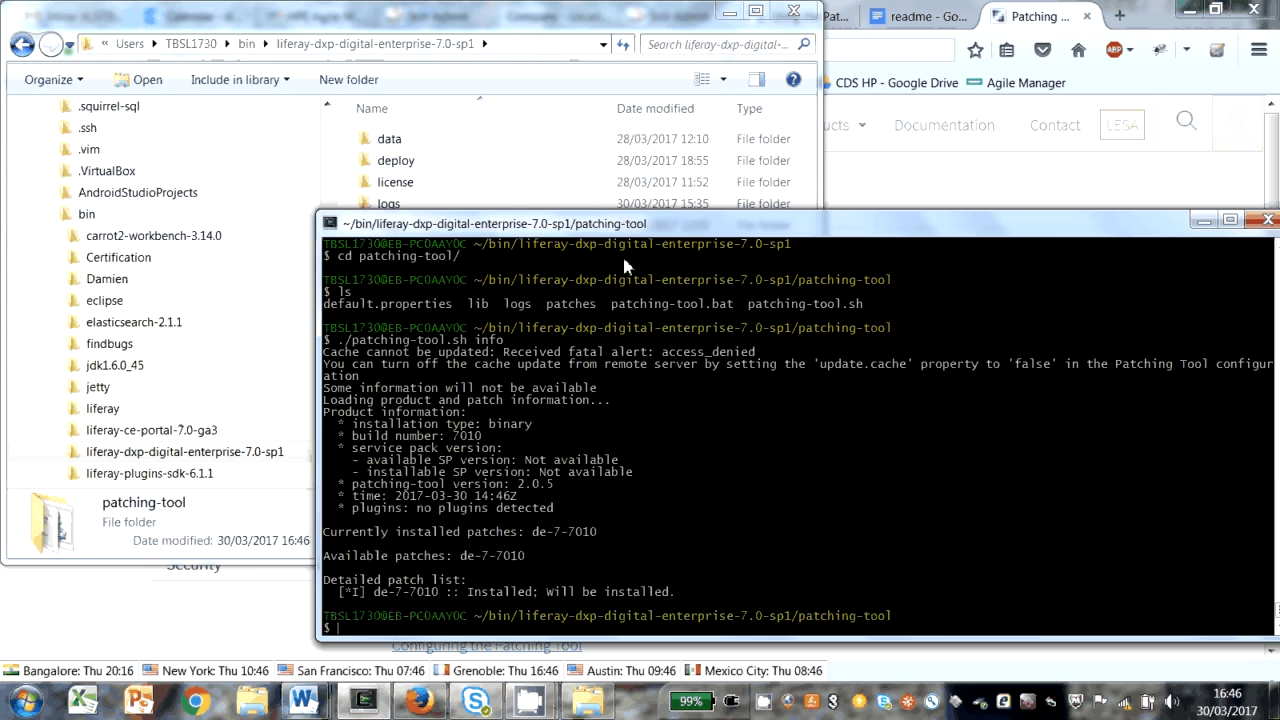 Pat...
readme - Go...
Patching ...
« Users ▸ TBSL1730 ▸ bin ▸ liferay-dxp-digital-enterprise-7.0-sp1 ▸
Search liferay-dxp-digital-...
Organize
Open
Include in library
New folder
CDS HP - Google Drive
Agile Manager
.squirrel-sql
.ssh
.vim
.VirtualBox
AndroidStudioProjects
bin
carrot2-workbench-3.14.0
Certification
Damien
eclipse
elasticsearch-2.1.1
findbugs
jdk1.6.0_45
jetty
liferay
liferay-ce-portal-7.0-ga3
liferay-dxp-digital-enterprise-7.0-sp1
liferay-plugins-sdk-6.1.1
Name Date modified Type
data 28/03/2017 12:10 File folder
deploy 28/03/2017 18:55 File folder
license 28/03/2017 11:52 File folder
logs 30/03/2017 15:35 File folder
ucts
Documentation
Contact
LESA
patching-tool
File folder
Date modified: 30/03/2017 16:46
~/bin/liferay-dxp-digital-enterprise-7.0-sp1/patching-tool
TBSL1730@EB-PC0AAY0C ~/bin/liferay-dxp-digital-enterprise-7.0-sp1
$ cd patching-tool/
TBSL1730@EB-PC0AAY0C ~/bin/liferay-dxp-digital-enterprise-7.0-sp1/patching-tool
$ ls
default.properties lib logs patches patching-tool.bat patching-tool.sh
TBSL1730@EB-PC0AAY0C ~/bin/liferay-dxp-digital-enterprise-7.0-sp1/patching-tool
$ ./patching-tool.sh info
Cache cannot be updated: Received fatal alert: access_denied
You can turn off the cache update from remote server by setting the 'update.cache' property to 'false' in the Patching Tool configur
ation
Some information will not be available
Loading product and patch information...
Product information:
* installation type: binary
* build number: 7010
* service pack version:
- available SP version: Not available
- installable SP version: Not available
* patching-tool version: 2.0.5
* time: 2017-03-30 14:46Z
* plugins: no plugins detected
Currently installed patches: de-7-7010
Available patches: de-7-7010
Detailed patch list:
[*I] de-7-7010 :: Installed; Will be installed.
TBSL1730@EB-PC0AAY0C ~/bin/liferay-dxp-digital-enterprise-7.0-sp1/patching-tool
$
Security
Configuring the Patching Tool
Bangalore: Thu 20:16
New York: Thu 10:46
San Francisco: Thu 07:46
Grenoble: Thu 16:46
Austin: Thu 09:46
Mexico City: Thu 08:46
99%
16:46
30/03/2017